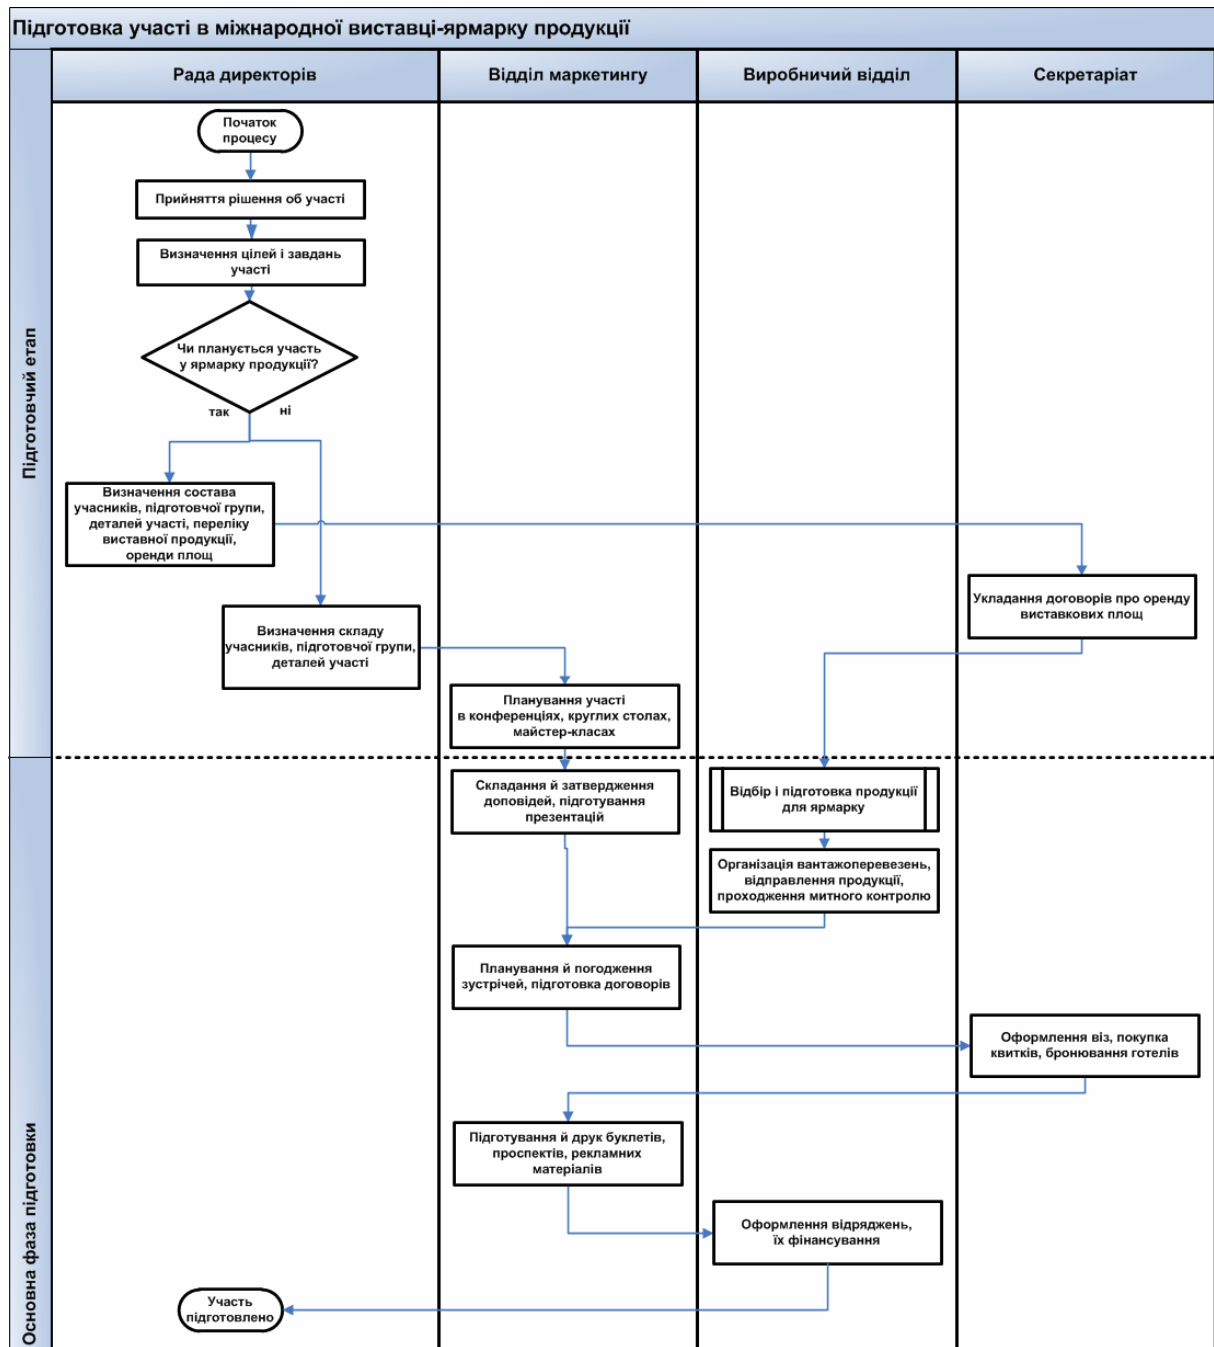 Підготовка участі в міжнародної виставці-ярмарку продукції
Рада директорів
Відділ маркетингу
Виробничий відділ
Секретаріат
Підготовчий етап
Початок
процесу
Прийняття рішення об участі
Визначення цілей і завдань
участі
Чи планується участь
у ярмарку продукції?
так
ні
Визначення состава
учасників, підготовчої групи,
деталей участі, переліку
виставної продукції,
оренди площ
Укладання договорів про оренду
виставкових площ
Визначення складу
учасників, підготовчої групи,
деталей участі
Планування участі
в конференціях, круглих столах,
майстер-класах
Основна фаза підготовки
Складання й затвердження
доповідей, підготування
презентацій
Відбір і підготовка продукції
для ярмарку
Організація вантажоперевезень,
відправлення продукції,
проходження митного контролю
Планування й погодження
зустрічей, підготовка договорів
Оформлення віз, покупка
квитків, бронювання готелів
Підготування й друк буклетів,
проспектів, рекламних
матеріалів
Оформлення відряджень,
їх фінансування
Участь
підготовлено